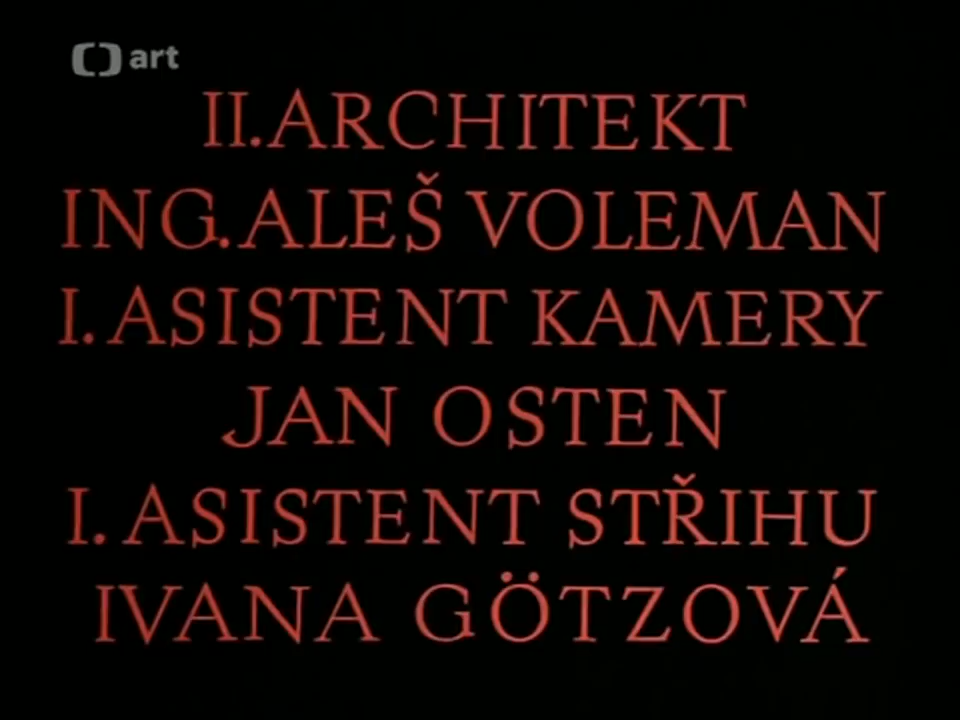 art
II. ARCHITEKT
ING. ALEŠ VOLEMAN
I. ASISTENT KAMERY
JAN OSTEN
I. ASISTENT STŘIHU
IVANA GÖTZOVÁ